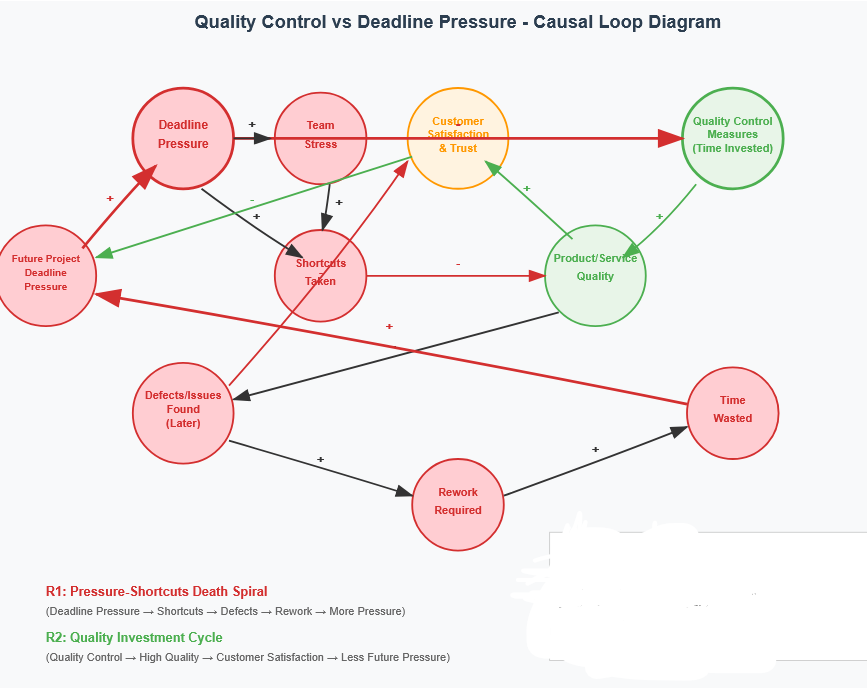 Quality Control vs Deadline Pressure - Causal Loop Diagram
Deadline
Pressure
+
Team
Stress
Customer
Satisfaction
& Trust
-
Quality Control
Measures
(Time Invested)
+
-
+
+
+
+
Future Project
Deadline
Pressure
Shortcuts
Taken
-
-
Product/Service
Quality
+
Defects/Issues
Found
(Later)
Time
Wasted
+
+
Rework
Required
R1: Pressure-Shortcuts Death Spiral
(Deadline Pressure → Shortcuts → Defects → Rework → More Pressure)
R2: Quality Investment Cycle
(Quality Control → High Quality → Customer Satisfaction → Less Future Pressure)